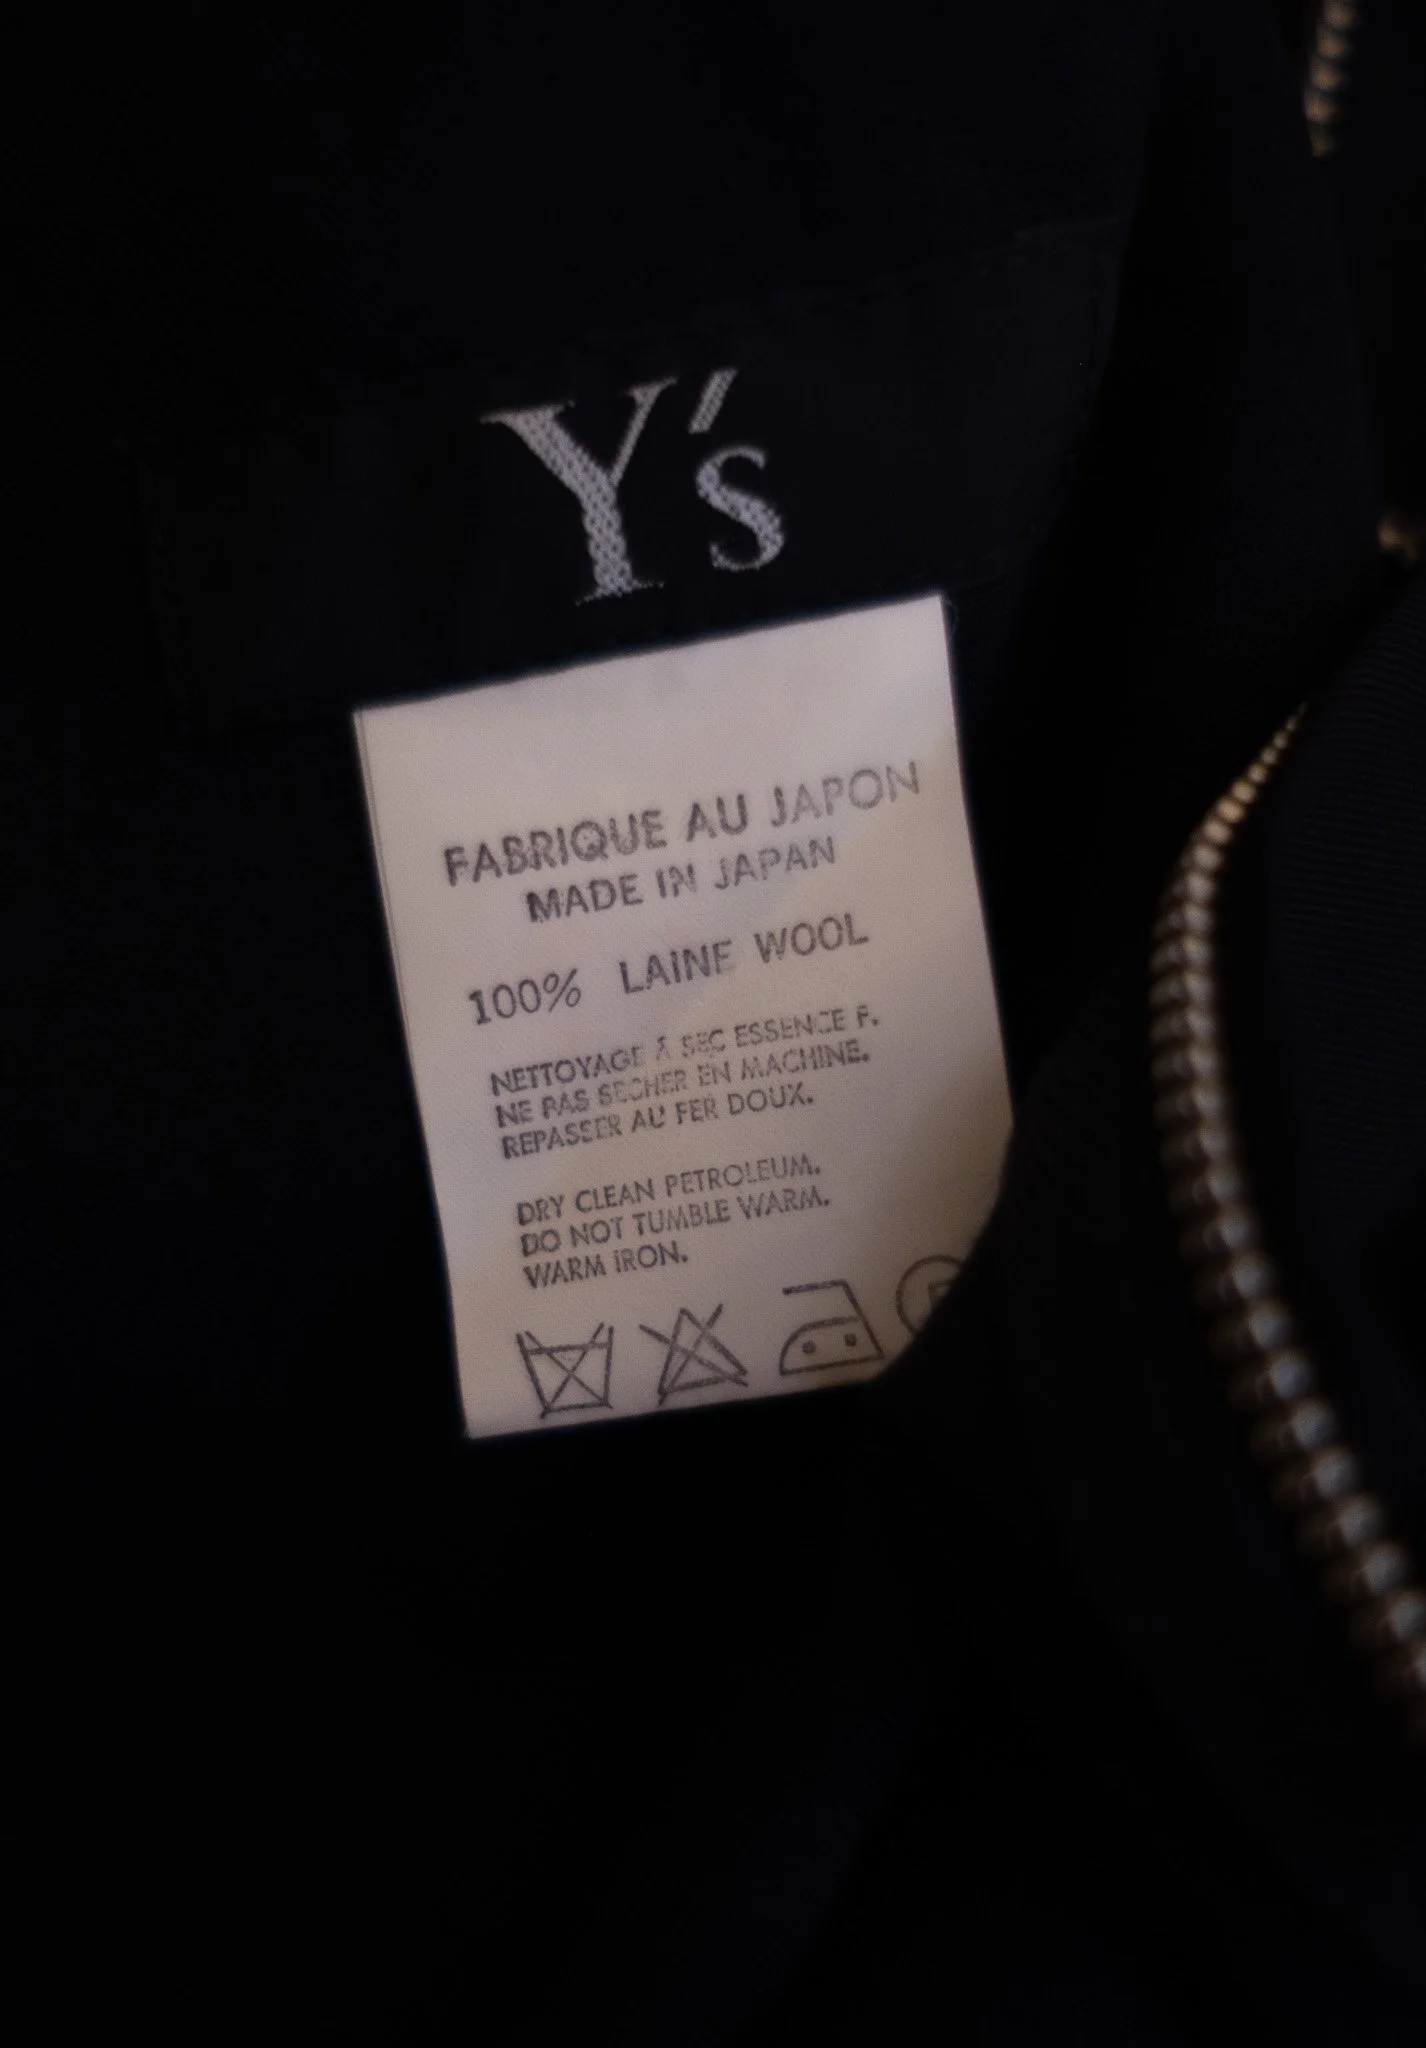 Y's
FABRIQUE AU JAPON
MADE IN JAPAN
100% LAINE WOOL
NETTOYAGE À SEC ESSENCE F.
NE PAS SECHER EN MACHINE.
REPASSER AU FER DOUX.
DRY CLEAN PETROLEUM.
DO NOT TUMBLE WARM.
WARM IRON.